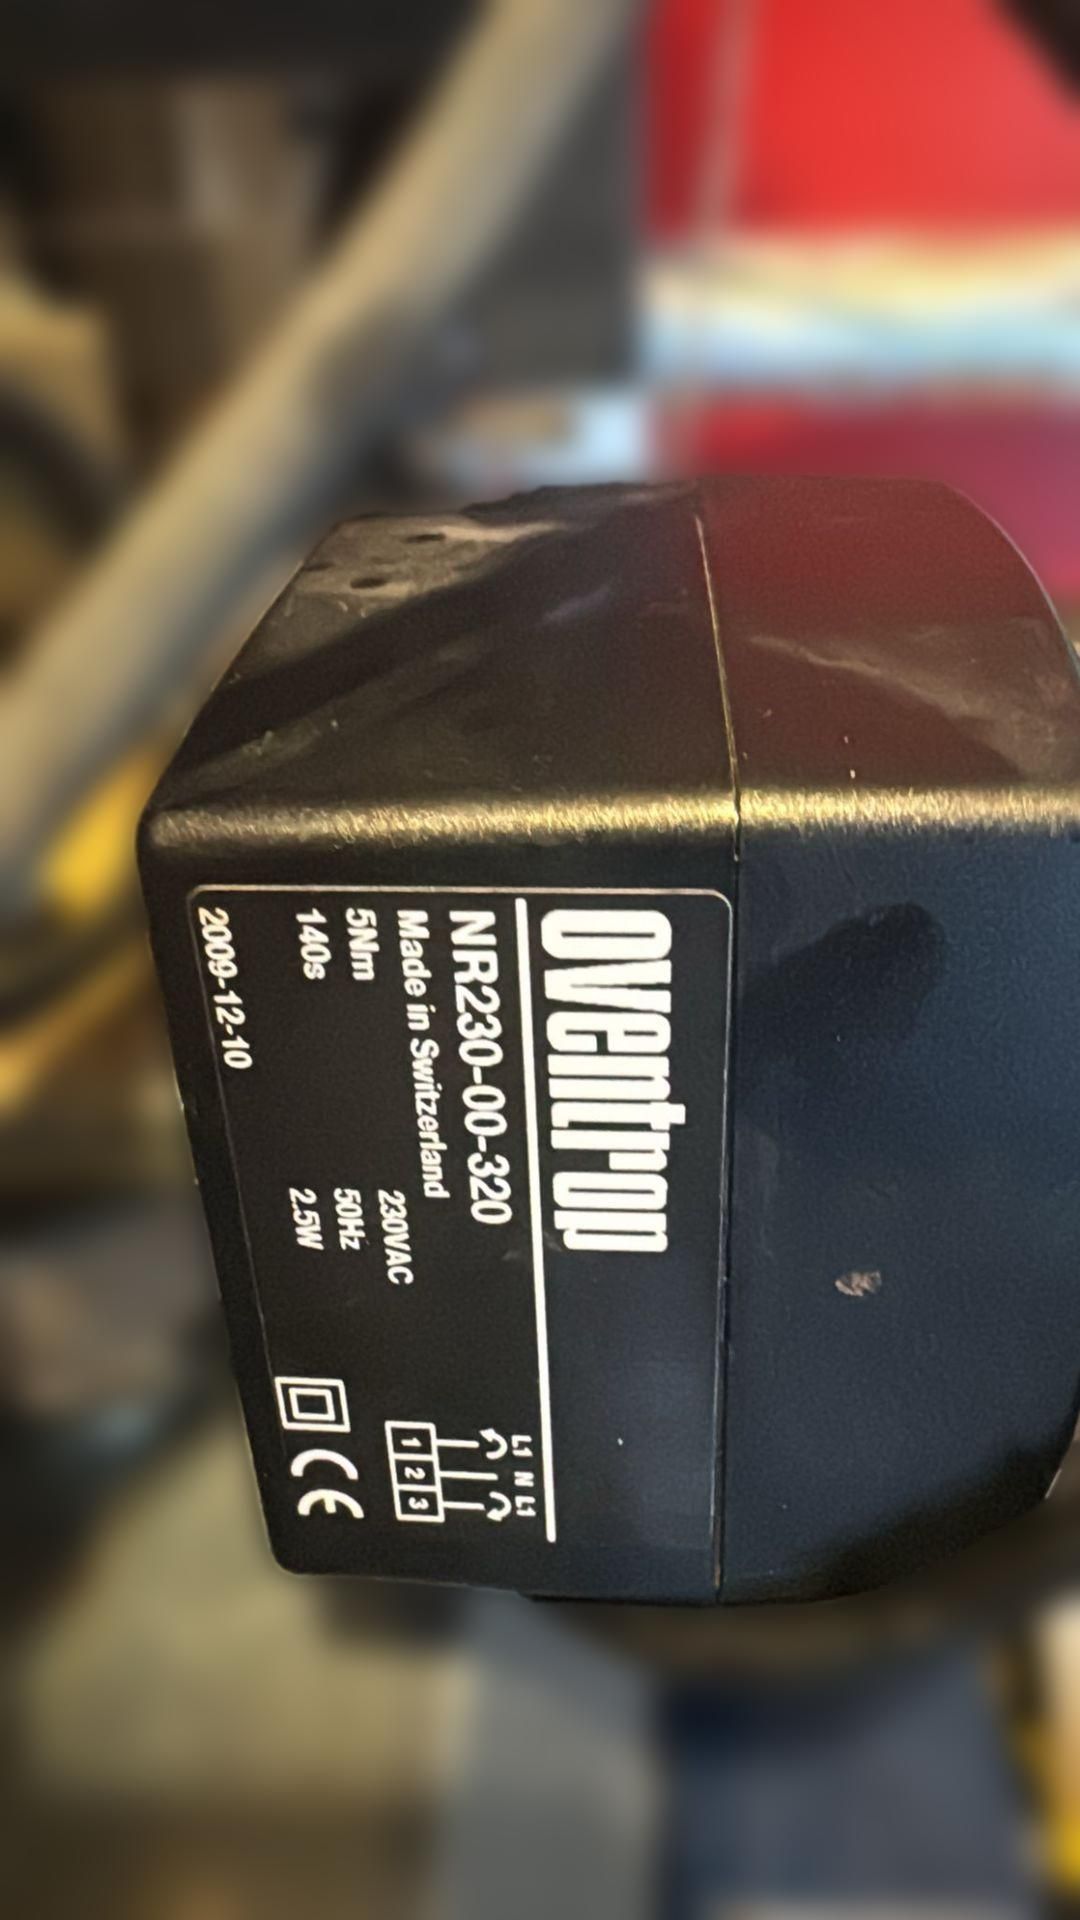 oventrop
NR230-00-320
Made in Switzerland
5Nm 230VAC
140s 50Hz
2.5W
2009-12-10
L1 N L1
1 2 3
CE